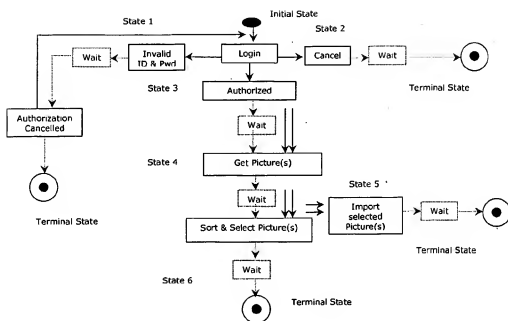 Initial State
State 1
State 2
Wait
Invalid
ID & Pwd
Login
Cancel
Wait
State 3
Authorized
Terminal State
Authorization
Cancelled
Wait
State 4
Get Picture(s)
Terminal State
Wait
State 5
Sort & Select Picture(s)
Import
selected
Picture(s)
Wait
Terminal State
Wait
State 6
Terminal State